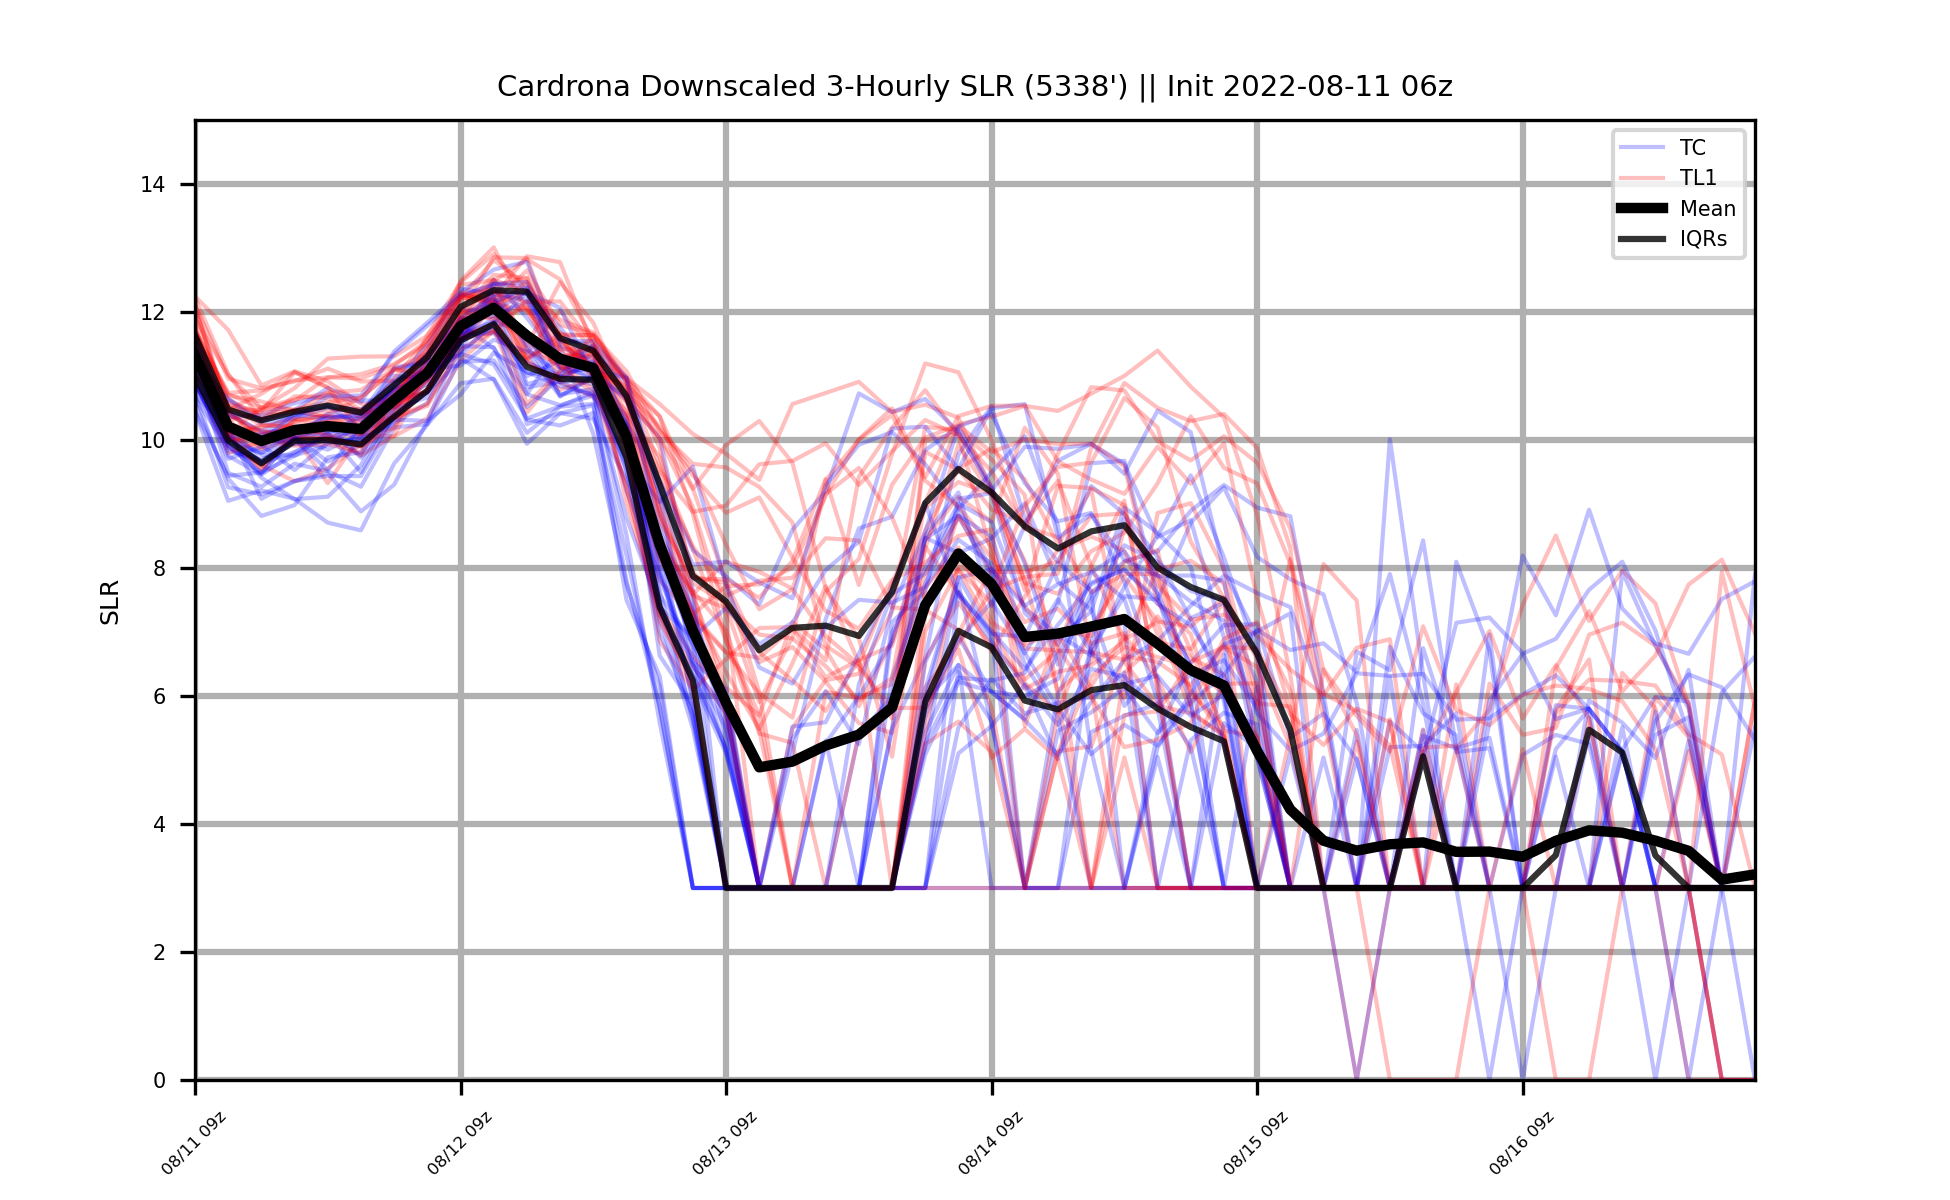 Cardrona Downscaled 3-Hourly SLR (5338') || Init 2022-08-11 06z
TC
TL1
Mean
IQRs
SLR
14
12
10
8
6
4
2
0
08/11 09z
08/12 09z
08/13 09z
08/14 09z
08/15 09z
08/16 09z